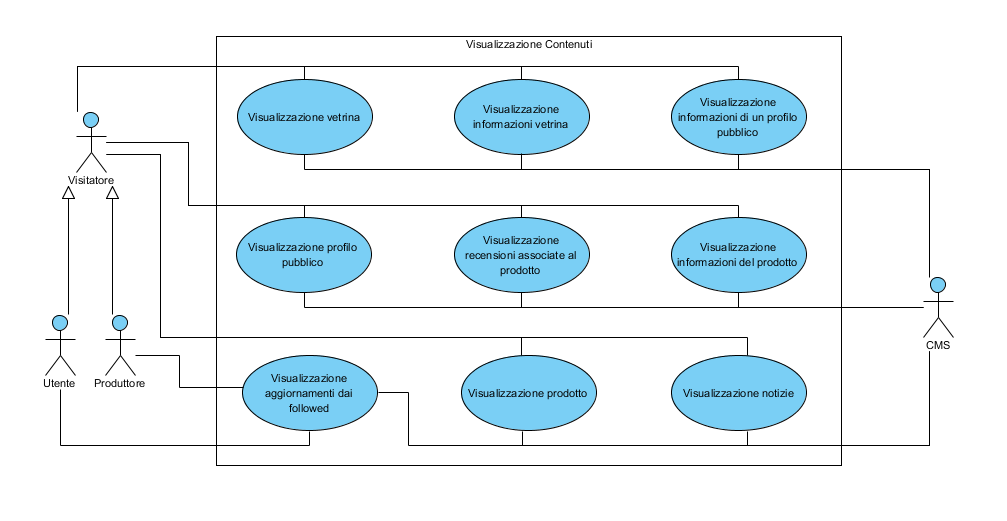 Visualizzazione Contenuti
Visualizzazione vetrina
Visualizzazione
informazioni vetrina
Visualizzazione
informazioni di un profilo
pubblico
Visitatore
Visualizzazione profilo
pubblico
Visualizzazione
recensioni associate al
prodotto
Visualizzazione
informazioni del prodotto
CMS
Utente
Produttore
Visualizzazione
aggiornamenti dai
followed
Visualizzazione prodotto
Visualizzazione notizie